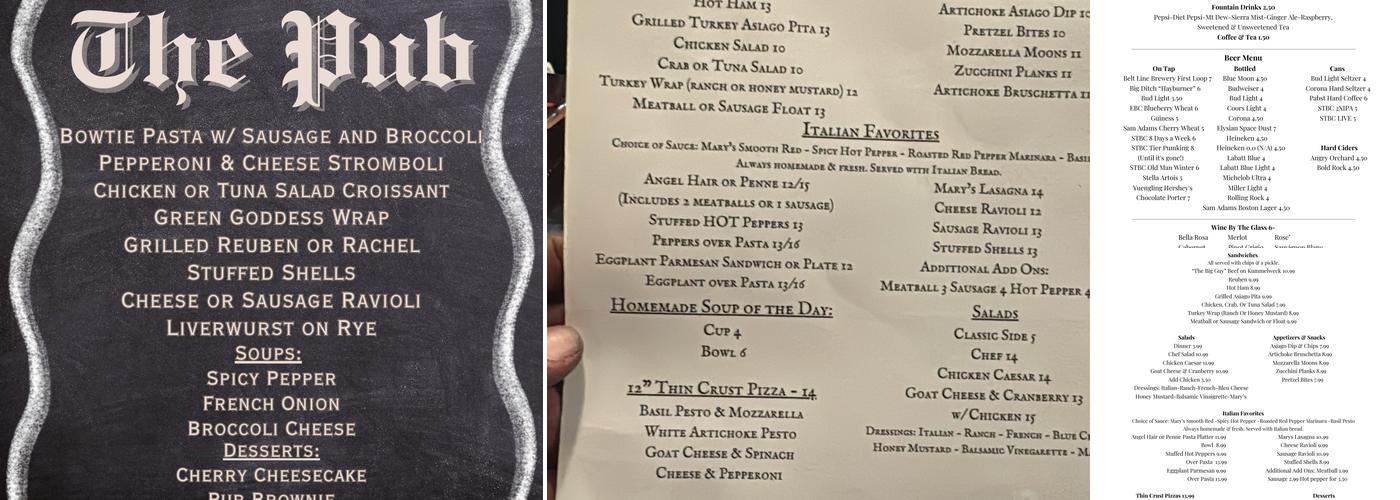 The Pub
Bowtie Pasta w/ Sausage and Broccoli
Pepperoni & Cheese Stromboli
Chicken or Tuna Salad Croissant
Green Goddess Wrap
Grilled Reuben or Rachel
Stuffed Shells
Cheese or Sausage Ravioli
Liverwurst on Rye
Soups:
Spicy Pepper
French Onion
Broccoli Cheese
Desserts:
Cherry Cheesecake
Pub Brownie
Hot Ham 13
Grilled Turkey Asiago Pita 13
Chicken Salad 10
Crab or Tuna Salad 10
Turkey Wrap (ranch or honey mustard) 12
Meatball or Sausage Float 13
Artichoke Asiago Dip 10
Pretzel Bites 10
Mozzarella Moons 11
Zucchini Planks 11
Artichoke Bruschetta 11
Italian Favorites
Choice of Sauce: Mary's Smooth Red - Spicy Hot Pepper - Roasted Red Pepper Marinara - Basil
Always homemade & fresh. Served with Italian Bread.
Angel Hair or Penne 12/15
(Includes 2 meatballs or 1 sausage)
Stuffed HOT Peppers 13
Peppers over Pasta 13/16
Eggplant Parmesan Sandwich or Plate 12
Eggplant over Pasta 13/16
Mary's Lasagna 14
Cheese Ravioli 12
Sausage Ravioli 13
Stuffed Shells 13
Additional Add Ons:
Meatball 3 Sausage 4 Hot Pepper 4
Homemade Soup of the Day:
Cup 4
Bowl 6
12" Thin Crust Pizza - 14
Basil Pesto & Mozzarella
White Artichoke Pesto
Goat Cheese & Spinach
Cheese & Pepperoni
Salads
Classic Side 5
Chef 14
Chicken Caesar 14
Goat Cheese & Cranberry 13
w/Chicken 15
Dressings: Italian - Ranch - French - Blue C
Honey Mustard - Balsamic Vinegarette - M
Fountain Drinks 2.50
Pepsi-Diet Pepsi-Mt Dew-Sierra Mist-Ginger Ale-Raspberry,
Sweetened & Unsweetened Tea
Coffee & Tea 1.50
Beer Menu
On Tap
Belt Line Brewery First Loop 7
Big Ditch "Hayburner" 6
Bud Light 3.50
EBC Blueberry Wheat 6
Guiness 5
Sam Adams Cherry Wheat 5
STBC 8 Days a Week 6
STBC Tier Pumking 8
(Until it's gone!)
STBC Old Man Winter 6
Stella Artois 5
Yuengling Hershey's
Chocolate Porter 7
Bottled
Blue Moon 4.50
Budweiser 4
Bud Light 4
Coors Light 4
Corona 4.50
Elysian Space Dust 7
Heineken 4.50
Heineken 0.0 (N/A) 4.50
Labatt Blue 4
Labatt Blue Light 4
Michelob Ultra 4
Miller Light 4
Rolling Rock 4
Sam Adams Boston Lager 4.50
Cans
Bud Light Seltzer 4
Corona Hard Seltzer 4
Pabst Hard Coffee 6
STBC 2XIPA 5
STBC LIVE 5
Hard Ciders
Angry Orchard 4.50
Bold Rock 4.50
Wine By The Glass 6-
Bella Rosa Merlot Rose'
Cabernet Pinot Grigio Sauvignon Blanc
Sandwiches
All served with chips & a pickle.
"The Big Guy" Beef on Kummelweck 10.99
Reuben 9.99
Hot Ham 8.99
Grilled Asiago Pita 9.99
Chicken, Crab, Or Tuna Salad 7.99
Turkey Wrap (Ranch Or Honey Mustard) 8.99
Meatball or Sausage Sandwich or Float 9.99
Salads
Dinner 3.99
Chef Salad 10.99
Chicken Caesar 11.99
Goat Cheese & Cranberry 10.99
Add Chicken 3.50
Dressings: Italian-Ranch-French-Bleu Cheese
Honey Mustard-Balsamic Vinaigrette-Mary's
Appetizers & Snacks
Asiago Dip & Chips 7.99
Artichoke Bruschetta 8.99
Mozzarella Moons 8.99
Zucchini Planks 8.99
Pretzel Bites 7.99
Italian Favorites
Choice of Sauce: Mary's Smooth Red -Spicy Hot Pepper -Roasted Red Pepper Marinara -Basil Pesto
Always homemade & fresh. Served with Italian bread.
Angel Hair or Penne Pasta Platter 11.99
Bowl 8.99
Stuffed Hot Peppers 9.99
Over Pasta 13.99
Eggplant Parmesan 9.99
Over Pasta 13.99
Marys Lasagna 10.99
Cheese Ravioli 9.99
Sausage Ravioli 10.99
Stuffed Shells 8.99
Additional Add Ons: Meatball 1.99
Sausage 2.99 Hot pepper for 3.50
Thin Crust Pizzas 13.99
Desserts